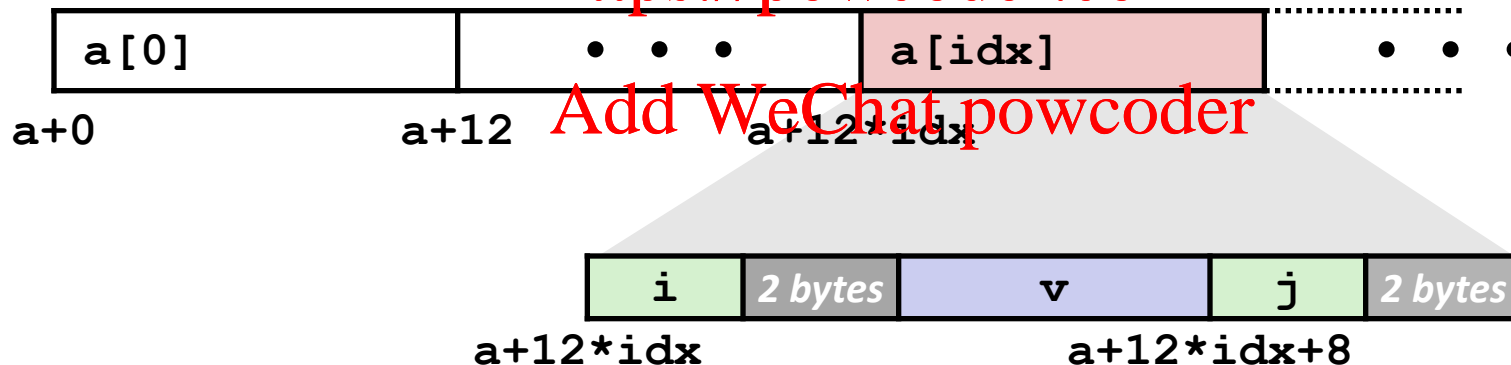 a[0] • • • a[idx] • • •
Add WeChat powcoder
a+0 a+12 a+12*idx
i 2 bytes v j 2 bytes
a+12*idx a+12*idx+8